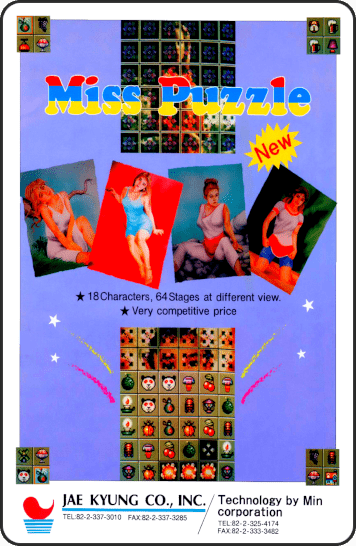 Miss Puzzle
New
★ 18 Characters, 64 Stages at different view.
★ Very competitive price
JAE KYUNG CO., INC.
TEL:82-2-337-3010 FAX:82-2-337-3285
Technology by Min
corporation
TEL:82-2-325-4174
FAX:82-2-333-3482